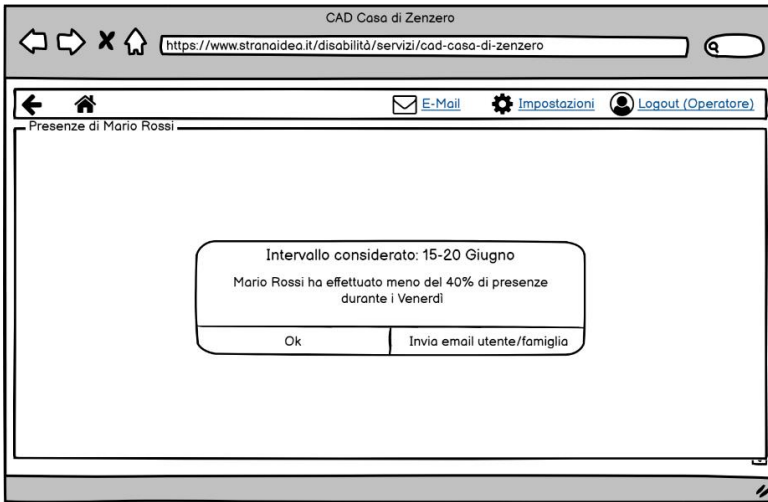 CAD Casa di Zenzero
https://www.stranaidea.it/disabilità/servizi/cad-casa-di-zenzero
E-Mail
Impostazioni
Logout (Operatore)
Presenze di Mario Rossi
Intervallo considerato: 15-20 Giugno
Mario Rossi ha effettuato meno del 40% di presenze
durante i Venerdì
Ok
Invia email utente/famiglia